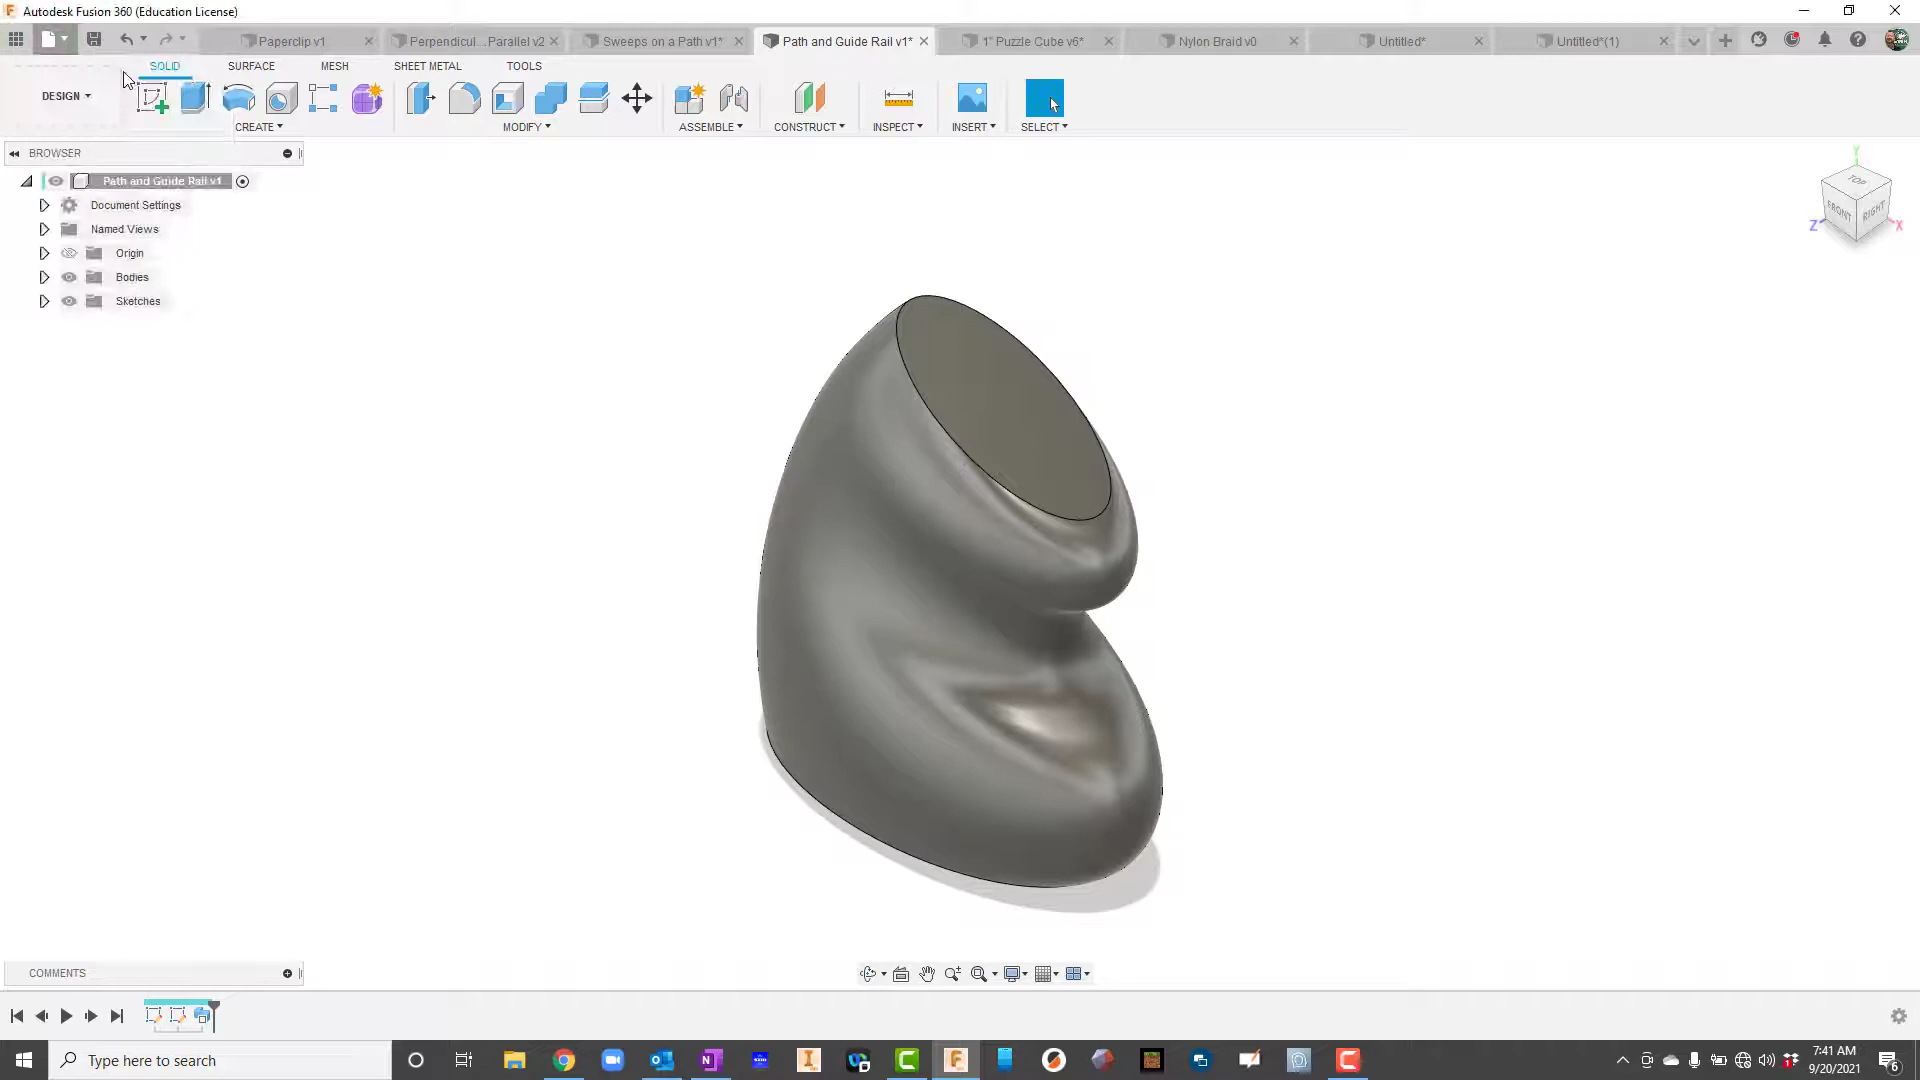 Autodesk Fusion 360 (Education License)
Paperclip v1
Perpendicul...Parallel v2
Sweeps on a Path v1*
Path and Guide Rail v1*
1" Puzzle Cube v6*
Nylon Braid v0
Untitled*
Untitled*(1)
SOLID
SURFACE
MESH
SHEET METAL
TOOLS
DESIGN
CREATE
MODIFY
ASSEMBLE
CONSTRUCT
INSPECT
INSERT
SELECT
BROWSER
Path and Guide Rail v1
Document Settings
Named Views
Origin
Bodies
Sketches
Y
TOP
FRONT
RIGHT
Z
X
COMMENTS
Type here to search
7:41 AM
9/20/2021
6